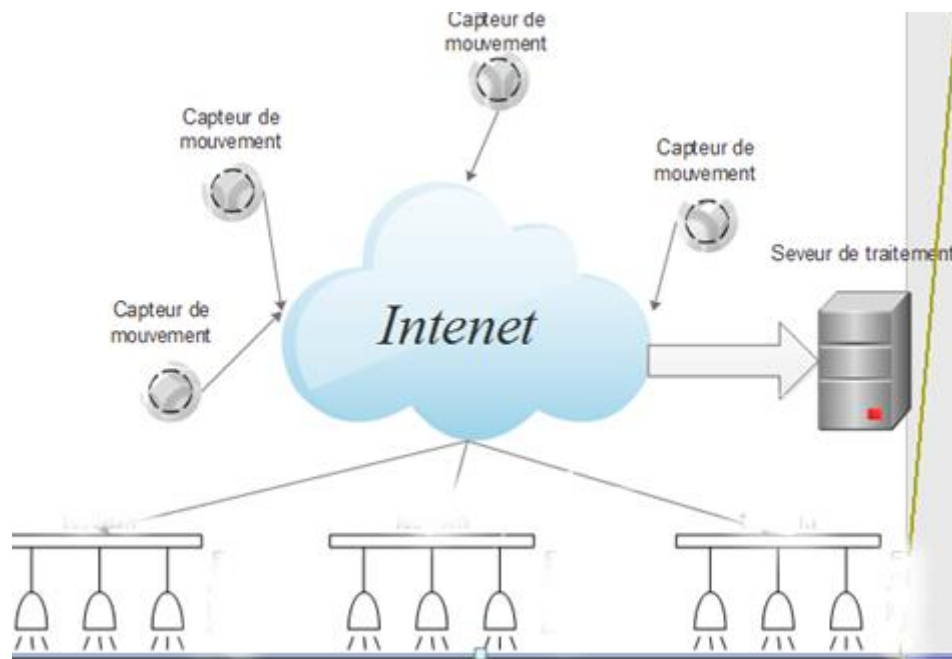 Capteur de
mouvement
Capteur de
mouvement
Capteur de
mouvement
Seveur de traitement
Capteur de
mouvement
Intenet